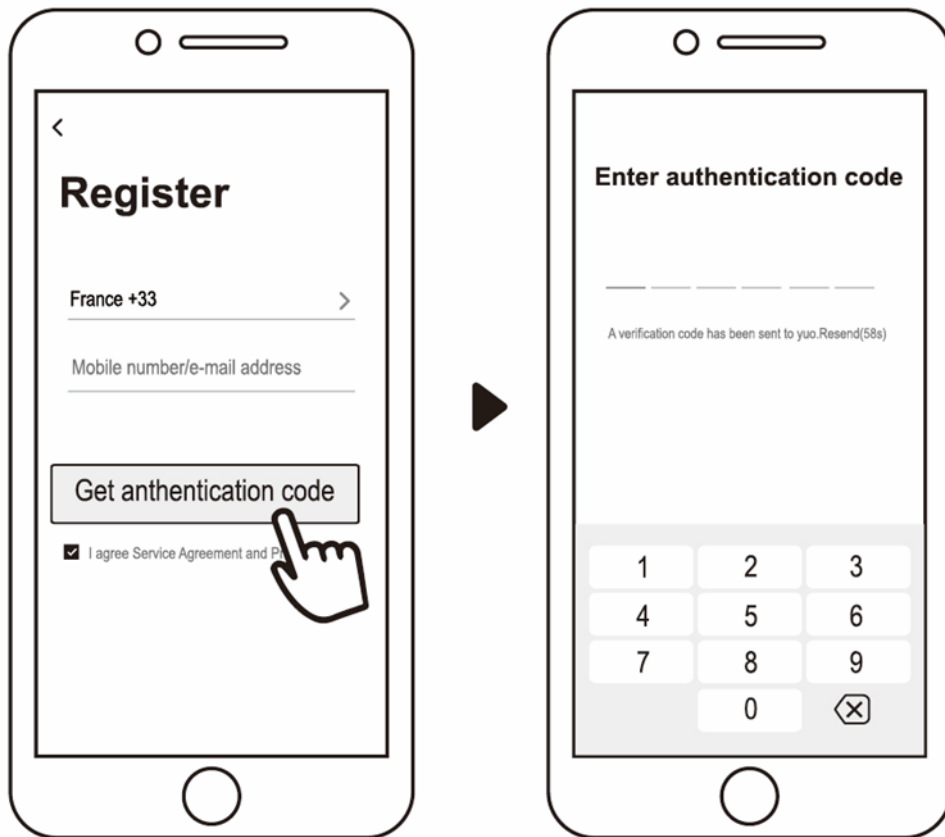 Register
France +33
Mobile number/e-mail address
Get anthentication code
I agree Service Agreement and
Enter authentication code
A verification code has been sent to yuo.Resend(58s)
1 2 3
4 5 6
7 8 9
0